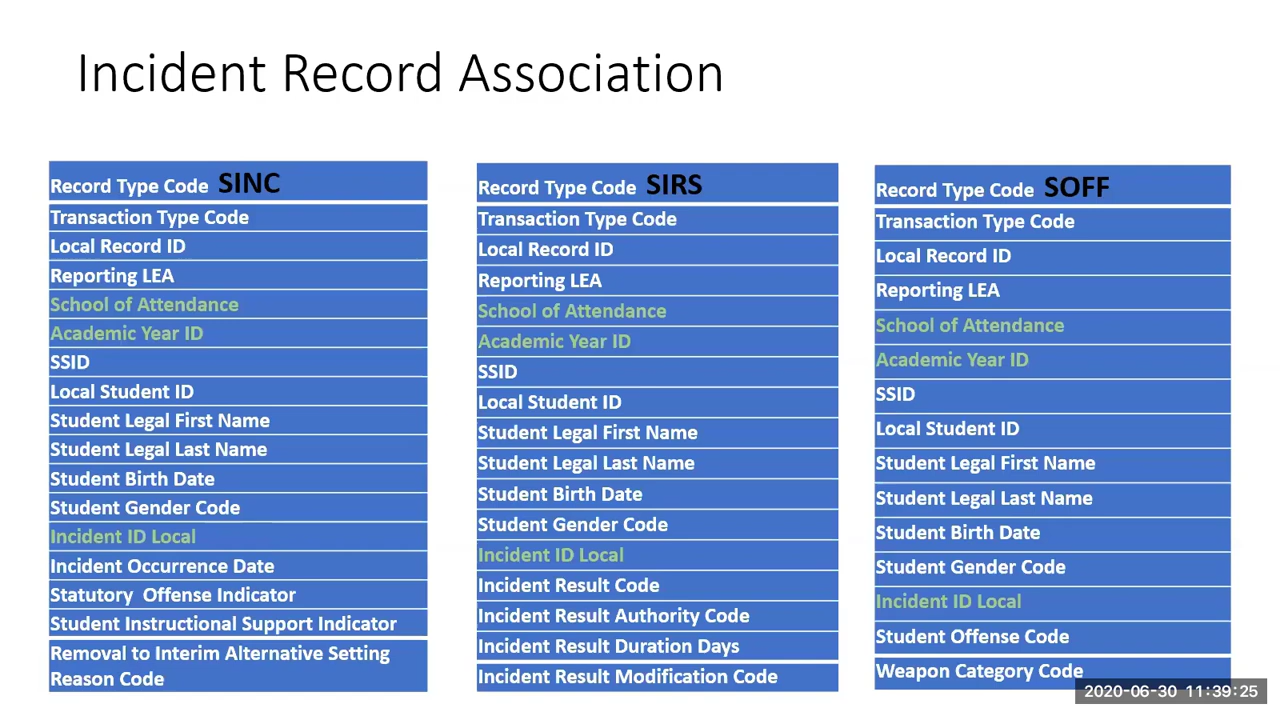 Incident Record Association
Record Type Code SINC
Transaction Type Code
Local Record ID
Reporting LEA
School of Attendance
Academic Year ID
SSID
Local Student ID
Student Legal First Name
Student Legal Last Name
Student Birth Date
Student Gender Code
Incident ID Local
Incident Occurrence Date
Statutory Offense Indicator
Student Instructional Support Indicator
Removal to Interim Alternative Setting
Reason Code
Record Type Code SIRS
Transaction Type Code
Local Record ID
Reporting LEA
School of Attendance
Academic Year ID
SSID
Local Student ID
Student Legal First Name
Student Legal Last Name
Student Birth Date
Student Gender Code
Incident ID Local
Incident Result Code
Incident Result Authority Code
Incident Result Duration Days
Incident Result Modification Code
Record Type Code SOFF
Transaction Type Code
Local Record ID
Reporting LEA
School of Attendance
Academic Year ID
SSID
Local Student ID
Student Legal First Name
Student Legal Last Name
Student Birth Date
Student Gender Code
Incident ID Local
Student Offense Code
Weapon Category Code
2020-06-30 11:39:25